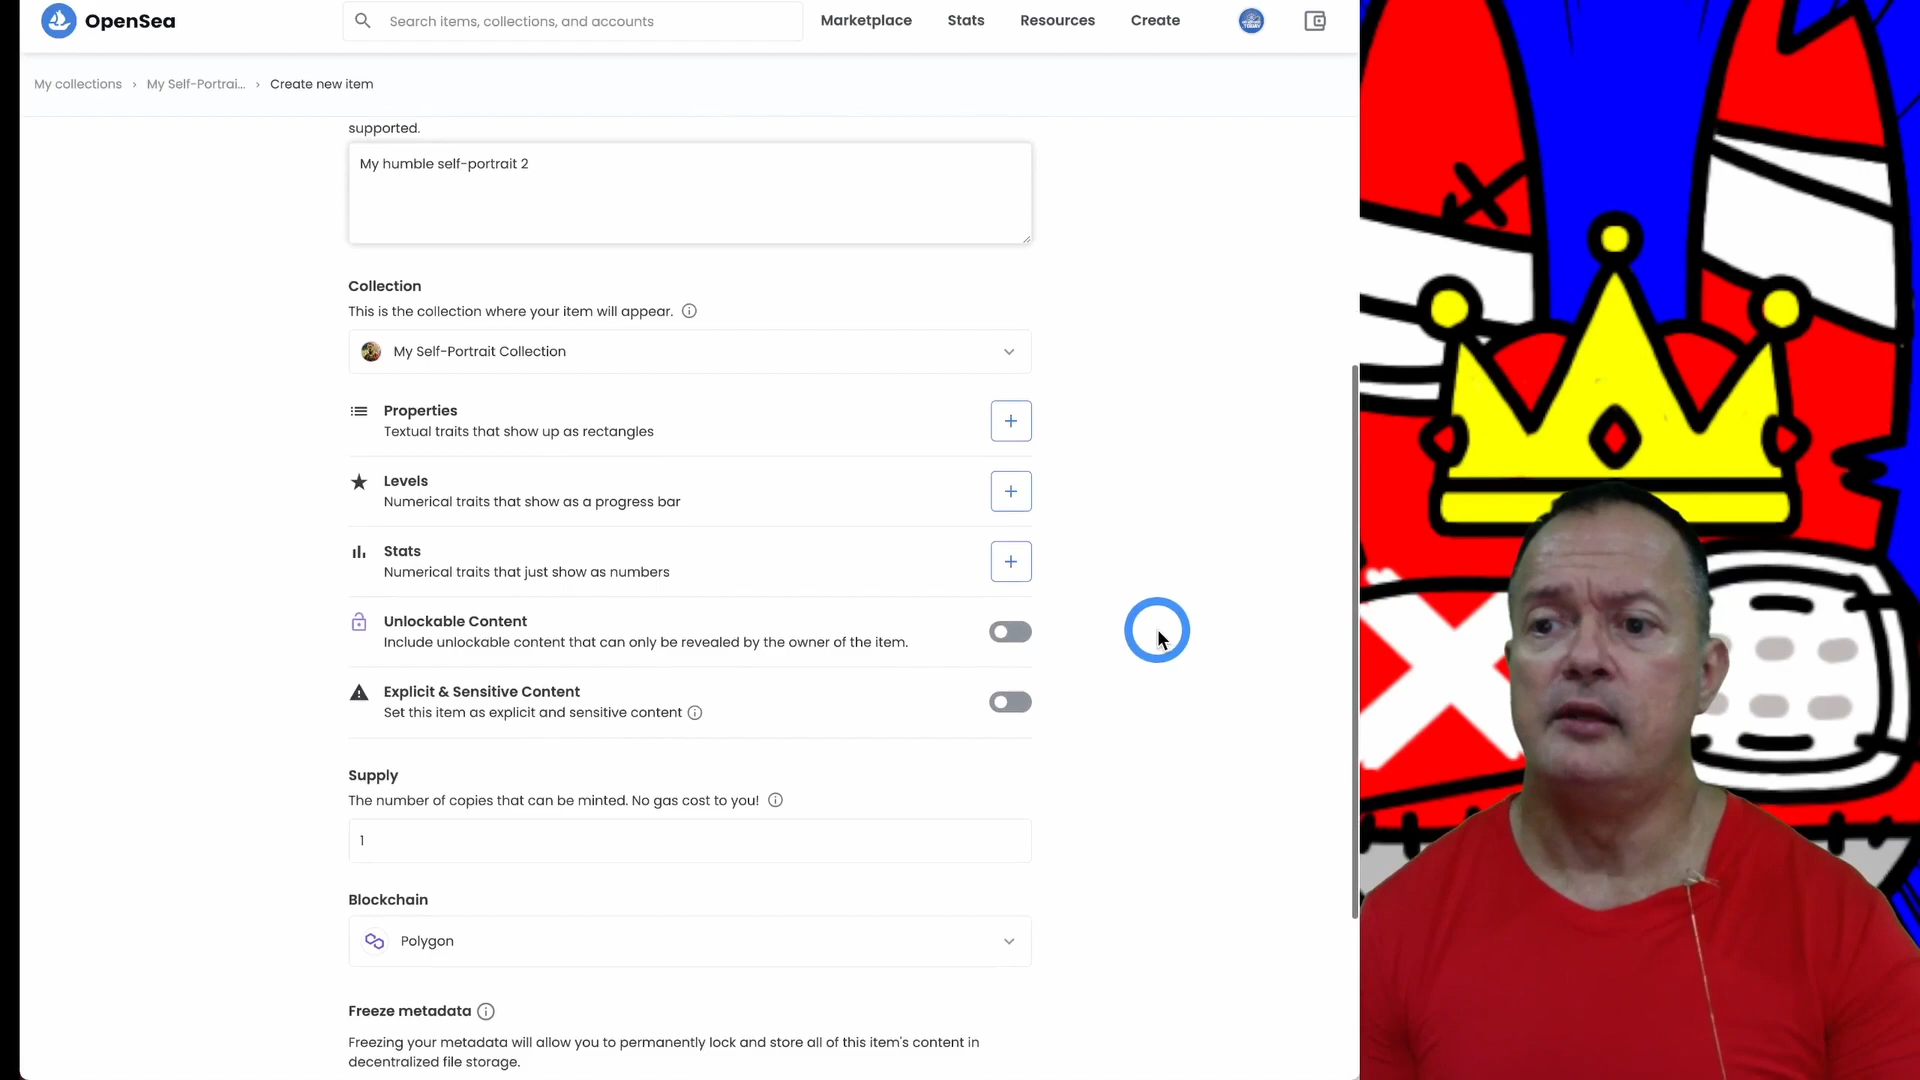 OpenSea
Search items, collections, and accounts
Marketplace
Stats
Resources
Create
My collections › My Self-Portrai... › Create new item
supported.
My humble self-portrait 2
Collection
This is the collection where your item will appear.
My Self-Portrait Collection
Properties
Textual traits that show up as rectangles
Levels
Numerical traits that show as a progress bar
Stats
Numerical traits that just show as numbers
Unlockable Content
Include unlockable content that can only be revealed by the owner of the item.
Explicit & Sensitive Content
Set this item as explicit and sensitive content
Supply
The number of copies that can be minted. No gas cost to you!
1
Blockchain
Polygon
Freeze metadata
Freezing your metadata will allow you to permanently lock and store all of this item's content in
decentralized file storage.